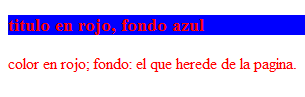 titulo en rojo, fondo azul
color en rojo; fondo: el que herede de la pagina.